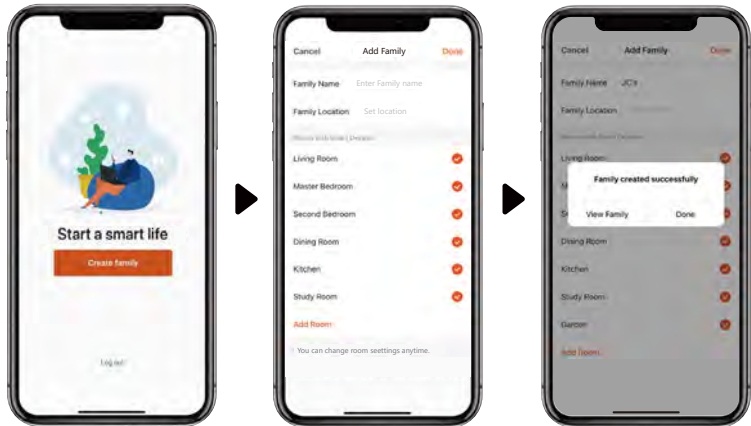 Start a smart life
Create family
Log out
Cancel Add Family Done
Family Name Enter Family name
Family Location Set location
Living Room
Master Bedroom
Second Bedroom
Dining Room
Kitchen
Study Room
Add Room
You can change room seettings anytime.
Cancel Add Family Done
Family Name JC's
Family Location
Living Room
Family created successfully
View Family Done
Dining Room
Kitchen
Study Room
Garden
Add Room